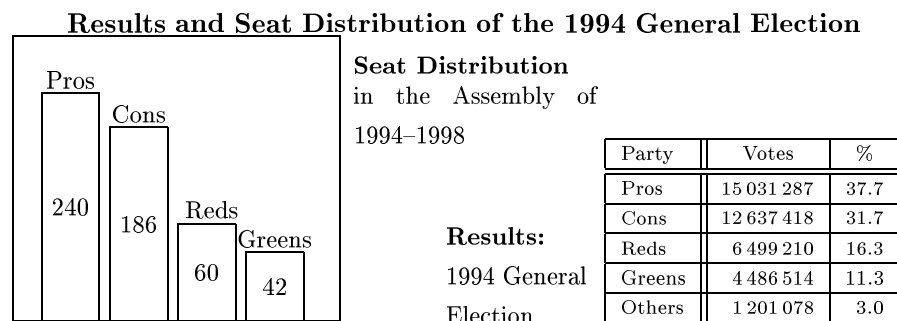 Results and Seat Distribution of the 1994 General Election
Pros
Cons
Reds
Greens
240
186
60
42
Seat Distribution
in the Assembly of
1994–1998
Results:
1994 General
Election
Party Votes %
Pros 15 031 287 37.7
Cons 12 637 418 31.7
Reds 6 499 210 16.3
Greens 4 486 514 11.3
Others 1 201 078 3.0